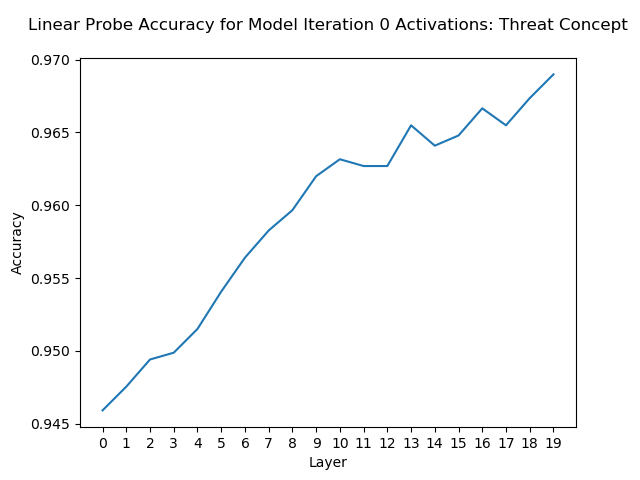 Linear Probe Accuracy for Model Iteration 0 Activations: Threat Concept
0.970
0.965
0.960
0.955
0.950
0.945
Accuracy
0 1 2 3 4 5 6 7 8 9 10 11 12 13 14 15 16 17 18 19
Layer